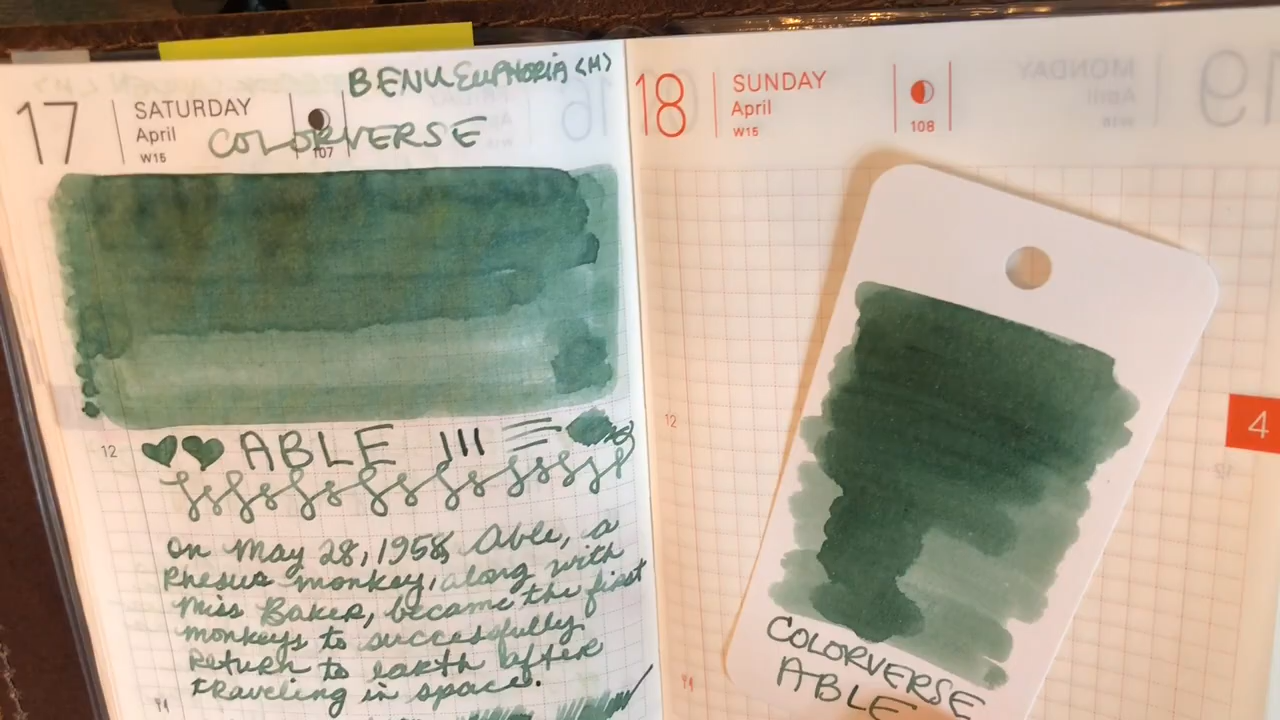 BENU EUPHORIA <M>
17
SATURDAY
April
W15
107
COLORVERSE
12
ABLE
On May 28, 1958, Able, a
Rhesus monkey, along with
Miss Baker, became the first
monkeys to successfully
Return to earth after
traveling in space.
18
SUNDAY
April
W15
108
12
4
COLORVERSE
ABLE
MONDAY
April
19